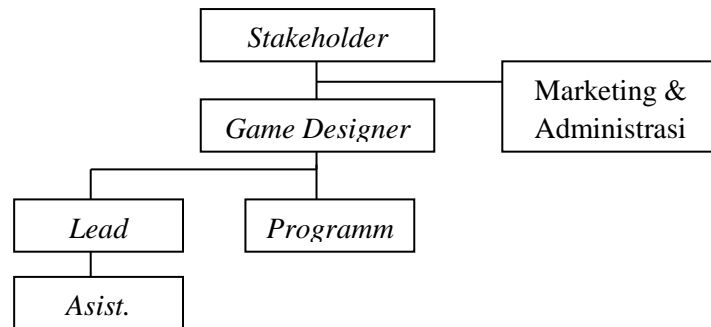 Stakeholder
Marketing &
Administrasi
Game Designer
Lead
Programm
Asist.